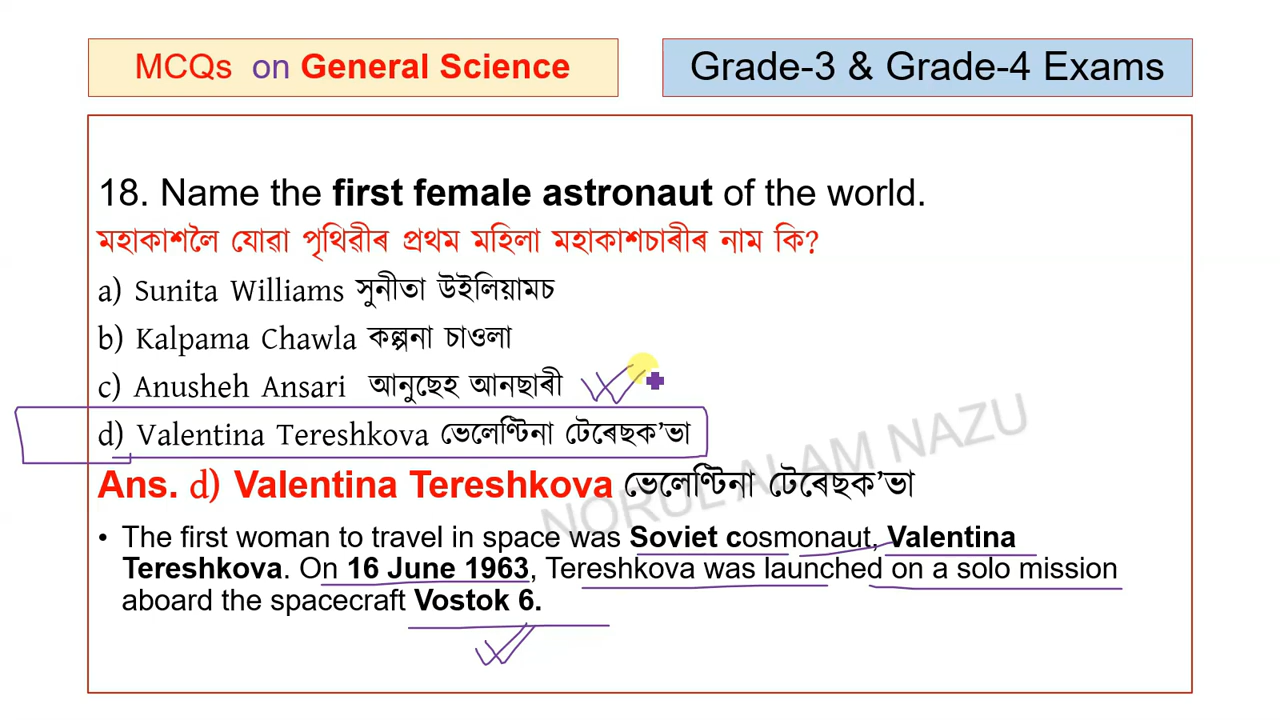 MCQs on General Science
Grade-3 & Grade-4 Exams
18. Name the first female astronaut of the world.
মহাকাশলৈ যোৱা পৃথিৱীৰ প্ৰথম মহিলা মহাকাশচাৰীৰ নাম কি?
a) Sunita Williams সুনীতা উইলিয়ামচ
b) Kalpama Chawla কল্পনা চাওলা
c) Anusheh Ansari আনুছেহ আনছাৰী
d) Valentina Tereshkova ভেলেণ্টিনা টেৰেছক’ভা
Ans. d) Valentina Tereshkova ভেলেণ্টিনা টেৰেছক’ভা
NORUL ALAM NAZU
• The first woman to travel in space was Soviet cosmonaut, Valentina
Tereshkova. On 16 June 1963, Tereshkova was launched on a solo mission
aboard the spacecraft Vostok 6.